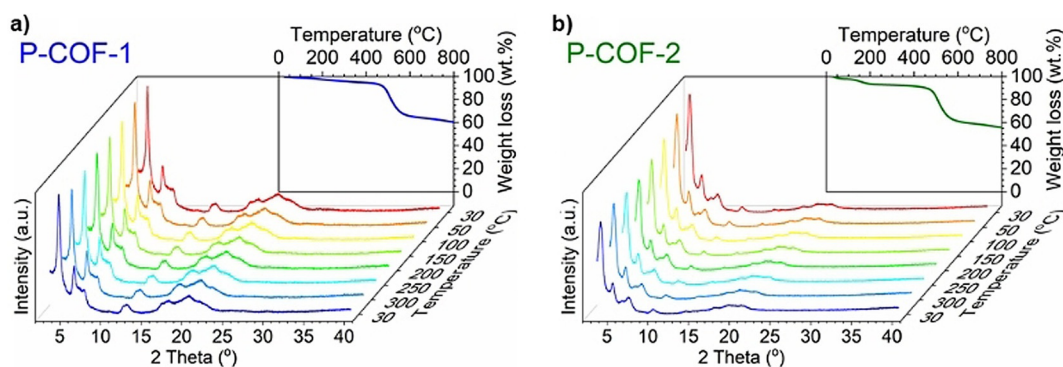 a)
P-COF-1
Temperature (°C)
0 200 400 600 800
100
80
60
40
20
0
Weight loss (wt.%)
Intensity (a.u.)
5 10 15 20 25 30 35 40
2 Theta (°)
30
50
100
150
200
250
300
30
Temperature (°C)
b)
P-COF-2
Temperature (°C)
0 200 400 600 800
100
80
60
40
20
0
Weight loss (wt.%)
Intensity (a.u.)
5 10 15 20 25 30 35 40
2 Theta (°)
30
50
100
150
200
250
300
30
Temperature (°C)